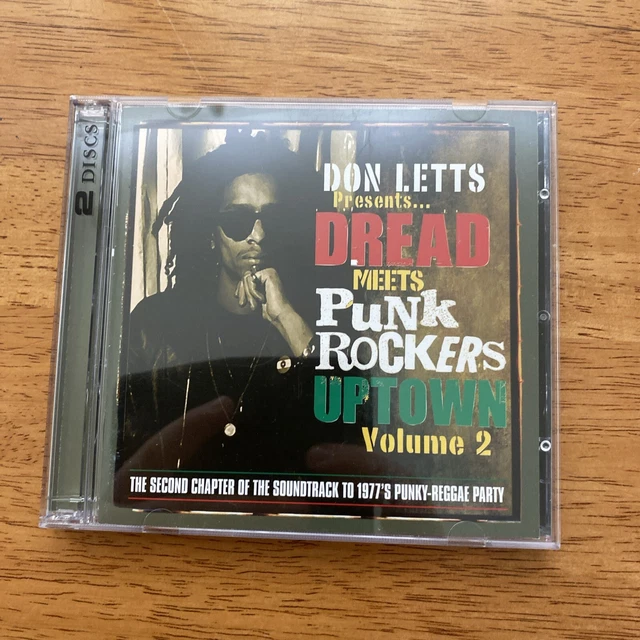 2 DISCS
DON LETTS
Presents...
DREAD
MEETS
PuNk
ROCKERS
UPTOWN
Volume 2
THE SECOND CHAPTER OF THE SOUNDTRACK TO 1977'S PUNKY-REGGAE PARTY